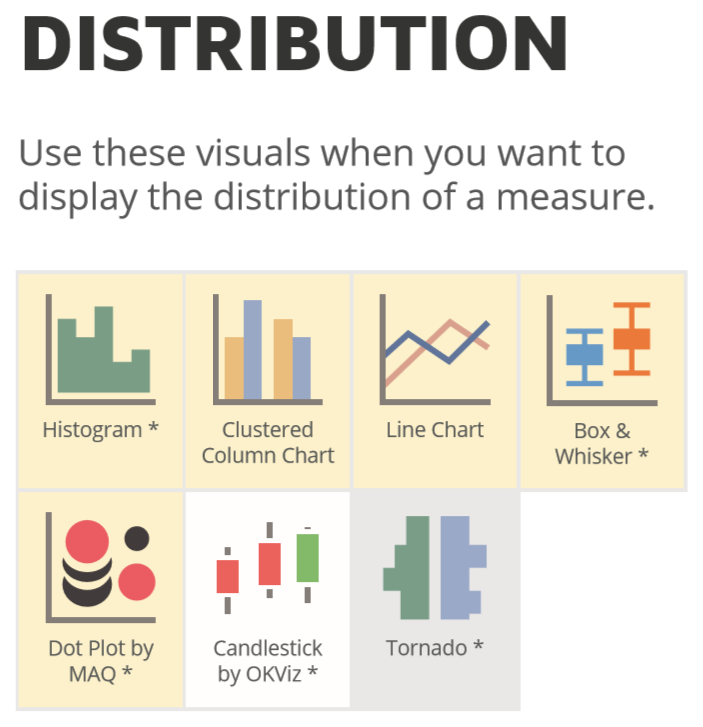 DISTRIBUTION
Use these visuals when you want to
display the distribution of a measure.
Histogram *
Clustered
Column Chart
Line Chart
Box &
Whisker *
Dot Plot by
MAQ *
Candlestick
by OKViz *
Tornado *